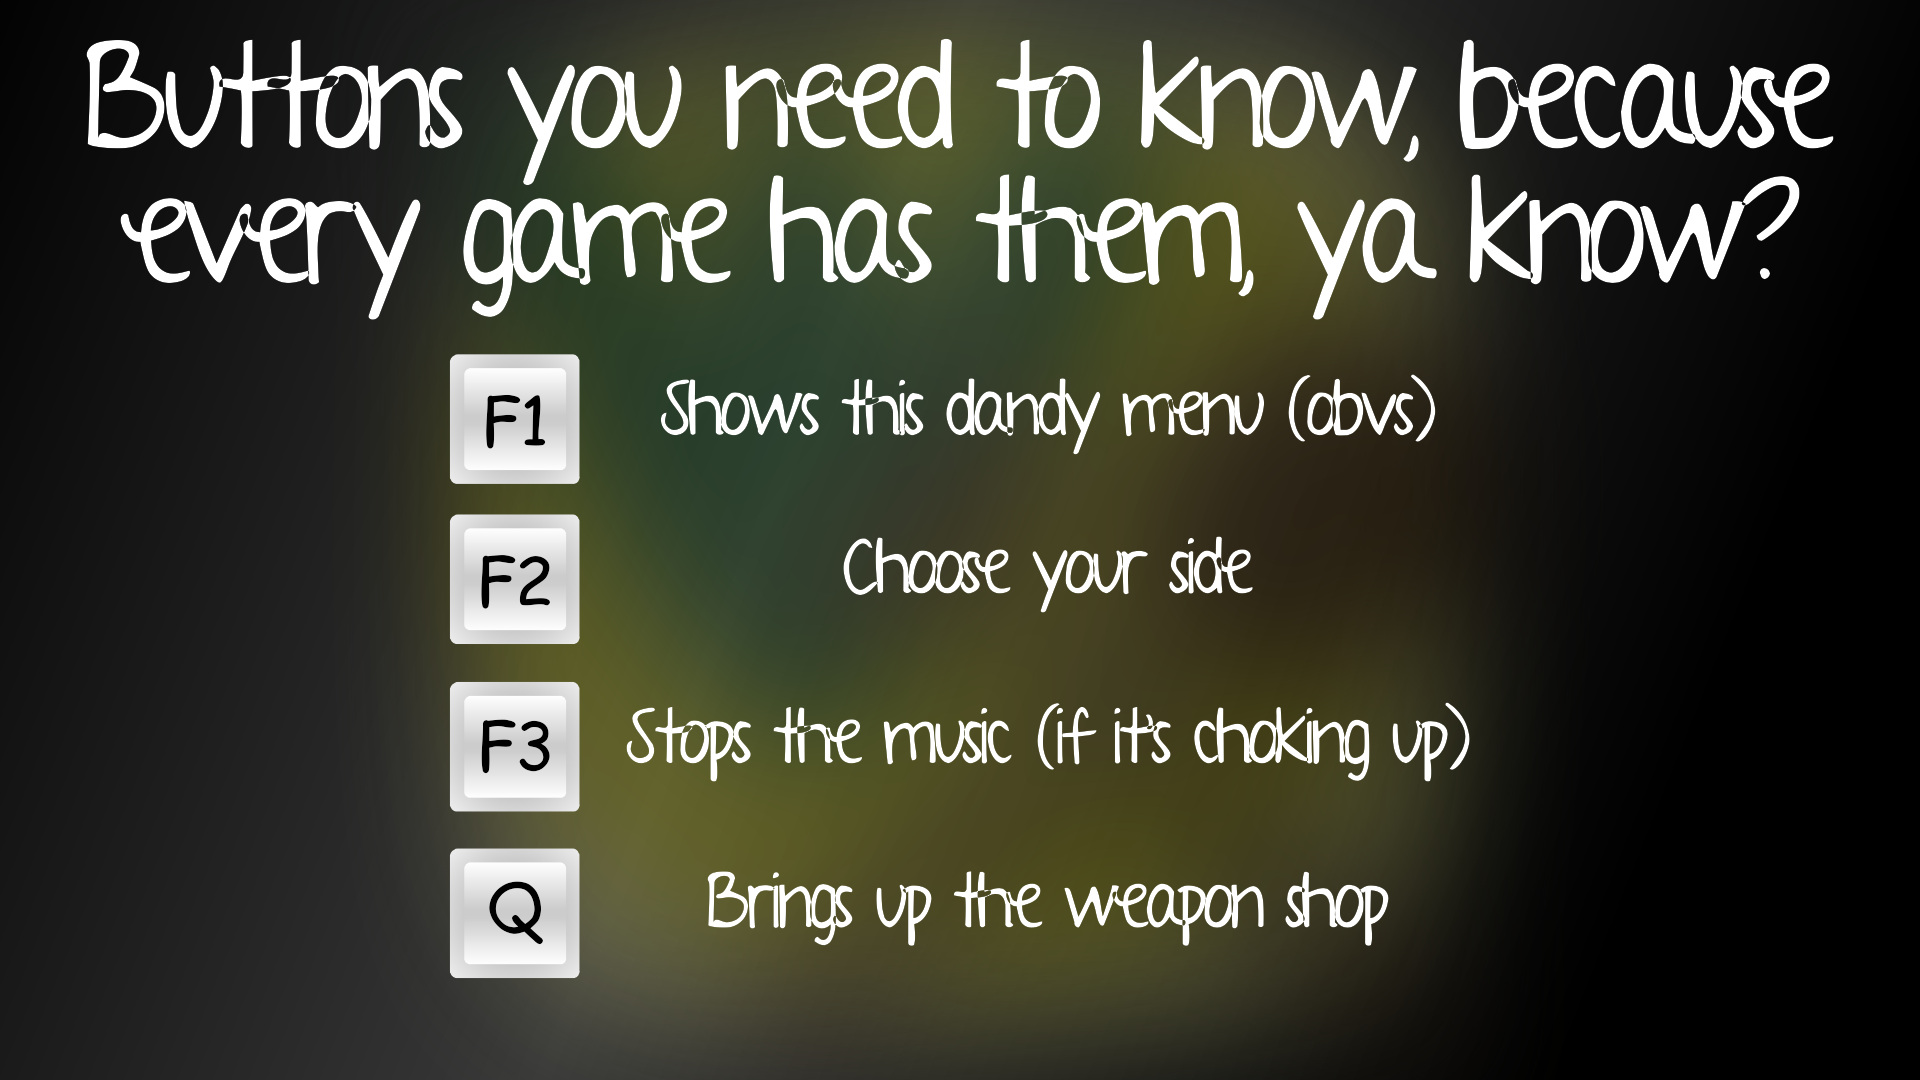 Buttons you need to know, because
every game has them, ya know?
F1 Shows this dandy menu (obvs)
F2 Choose your side
F3 Stops the music (if it's choking up)
Q Brings up the weapon shop